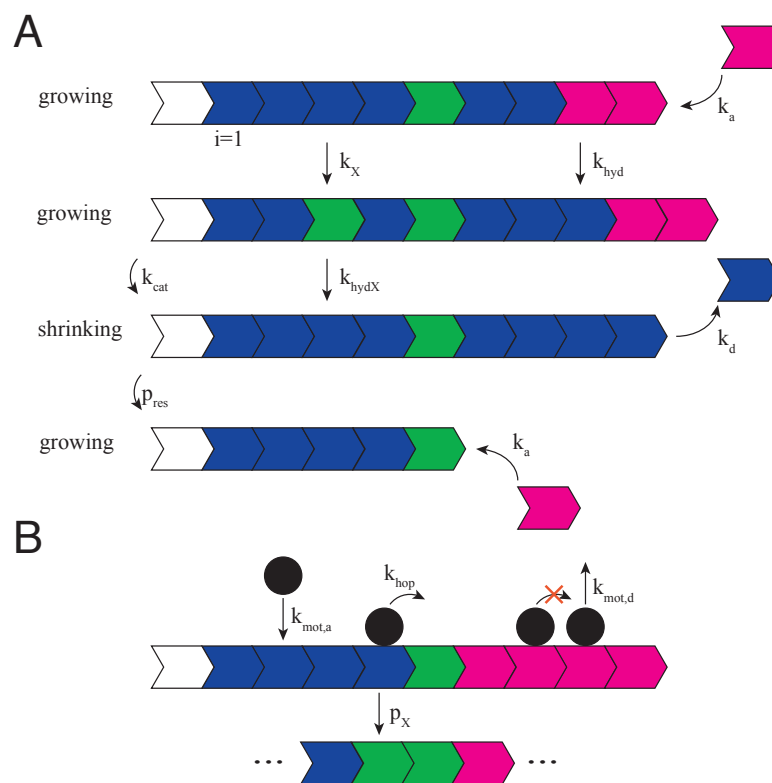 A
growing
k_a
i=1
k_X
k_hyd
growing
k_cat
k_hydX
shrinking
k_d
p_res
growing
k_a
B
k_hop
k_mot,d
k_mot,a
p_X